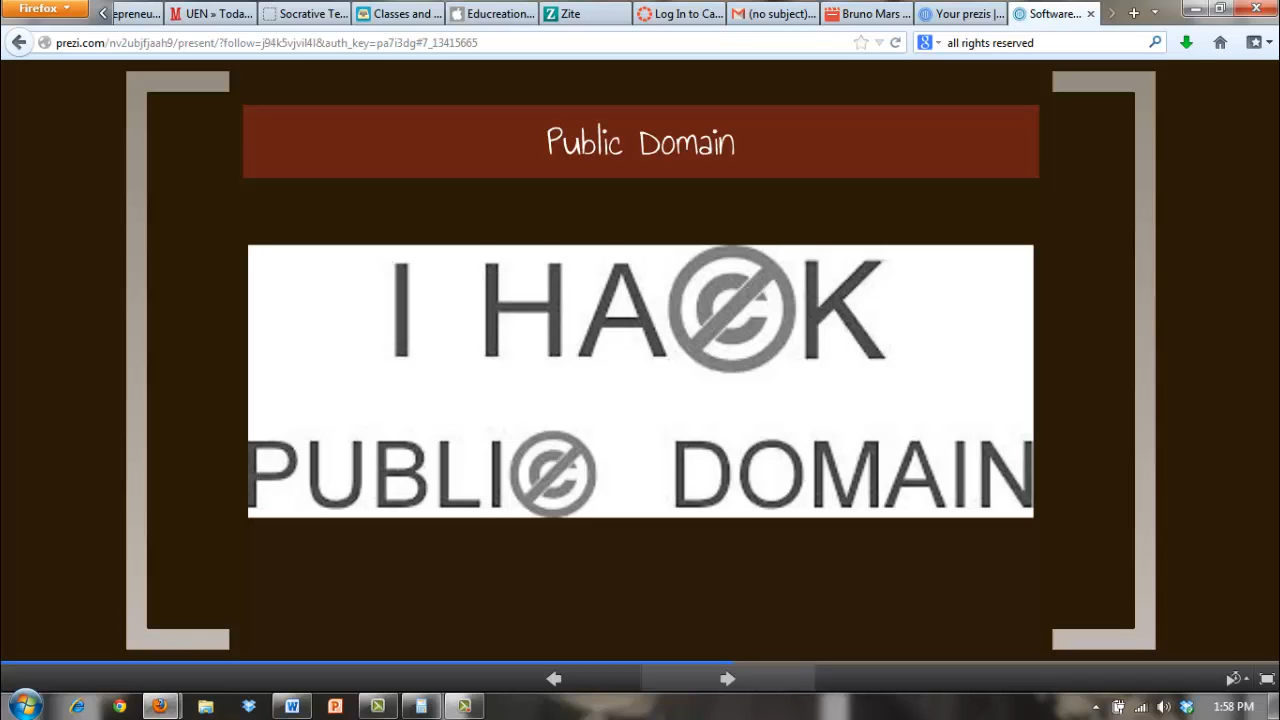 Firefox
epreneu...
UEN » Toda...
Socrative Te...
Classes and ...
Educreation...
Zite
Log In to Ca...
(no subject)...
Bruno Mars ...
Your prezis |...
Software...
prezi.com/nv2ubjfjaah9/present/?follow=j94k5vjvil4l&auth_key=pa7i3dg#7_13415665
all rights reserved
Public Domain
I HACK
PUBLIC DOMAIN
1:58 PM